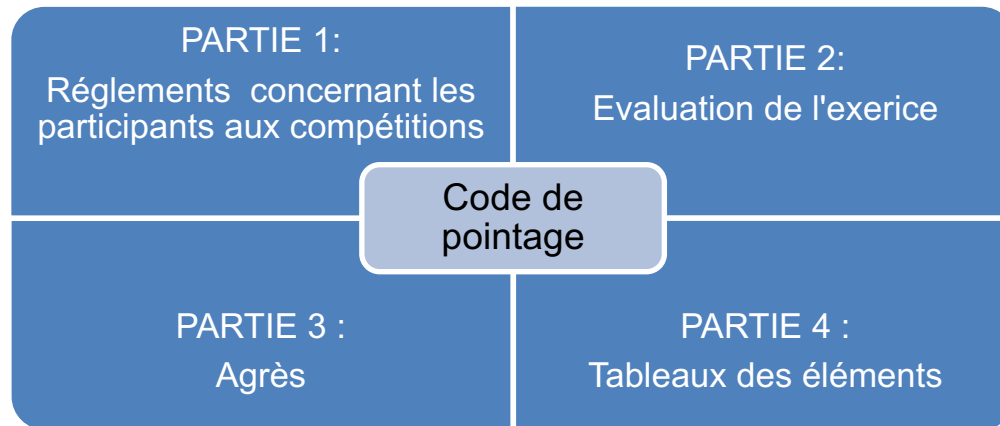 PARTIE 1:
Réglements concernant les
participants aux compétitions
PARTIE 2:
Evaluation de l'exerice
Code de
pointage
PARTIE 3 :
Agrès
PARTIE 4 :
Tableaux des éléments